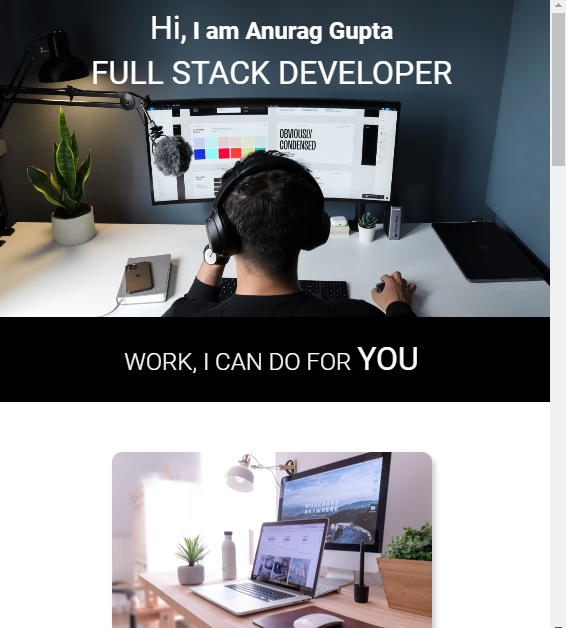 Hi, I am Anurag Gupta
FULL STACK DEVELOPER
OBVIOUSLY
CONDENSED
WORK, I CAN DO FOR YOU
WORKHARD
ANYWHERE